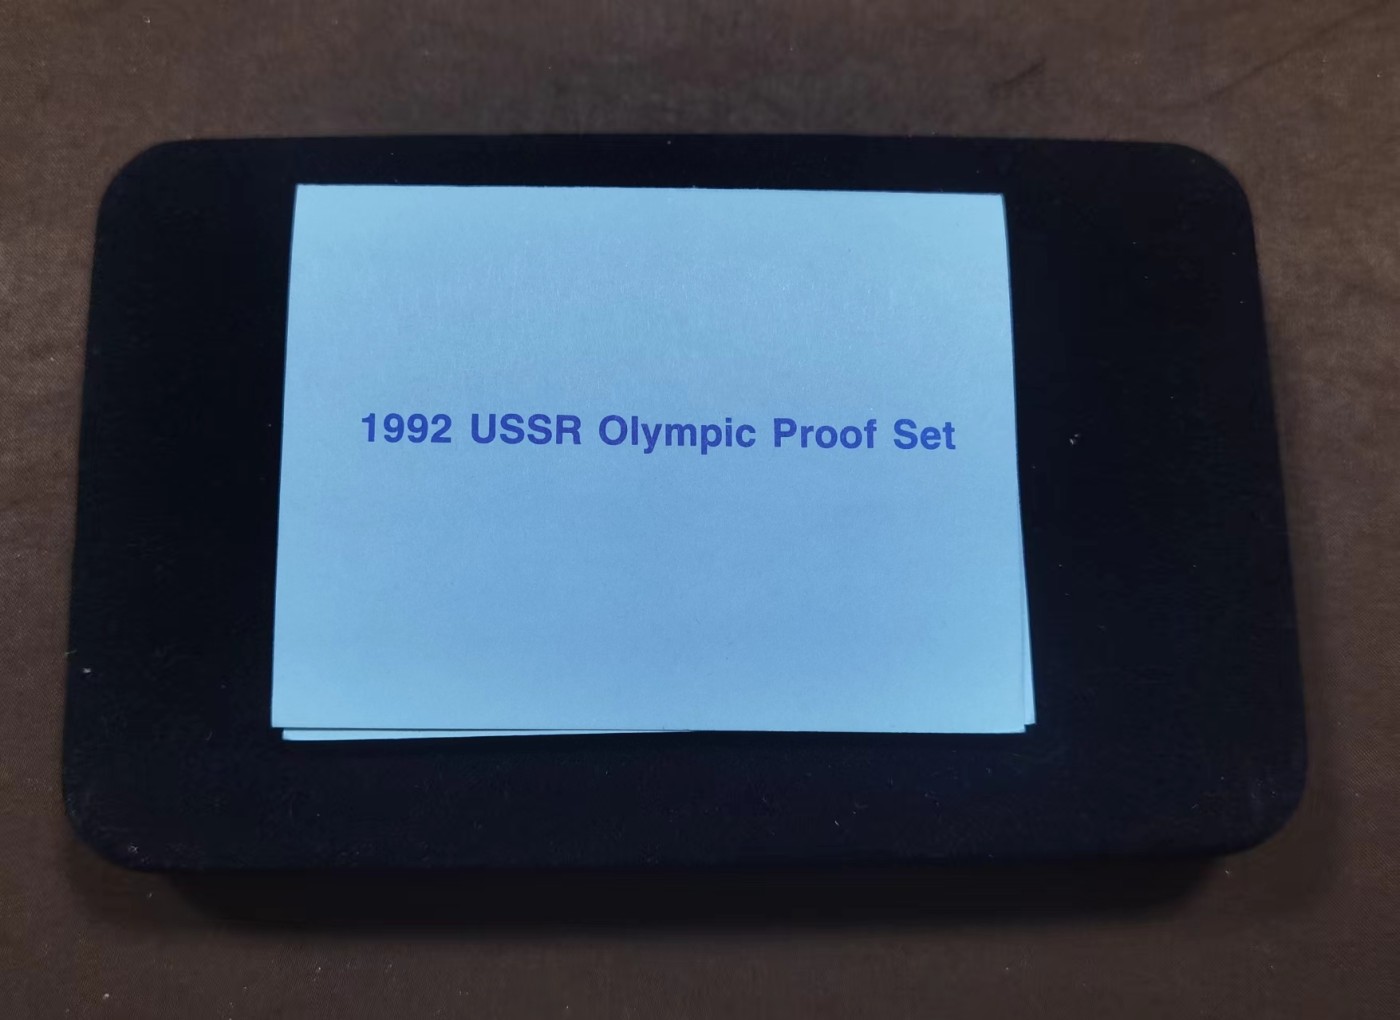 1992 USSR Olympic Proof Set